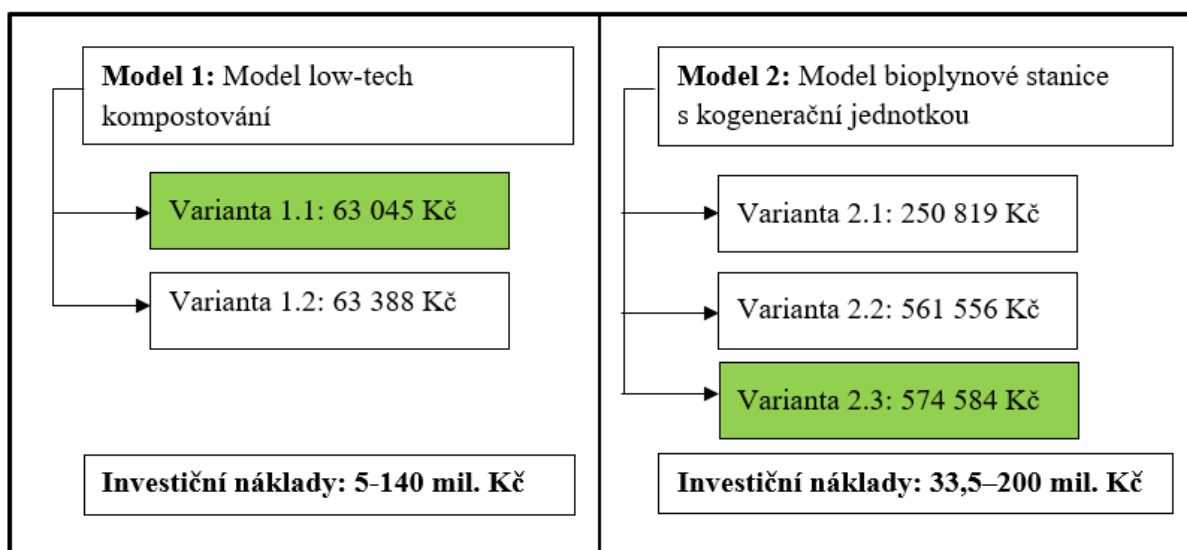 Model 1: Model low-tech
kompostování
Varianta 1.1: 63 045 Kč
Varianta 1.2: 63 388 Kč
Investiční náklady: 5-140 mil. Kč
Model 2: Model bioplynové stanice
s kogenerační jednotkou
Varianta 2.1: 250 819 Kč
Varianta 2.2: 561 556 Kč
Varianta 2.3: 574 584 Kč
Investiční náklady: 33,5–200 mil. Kč